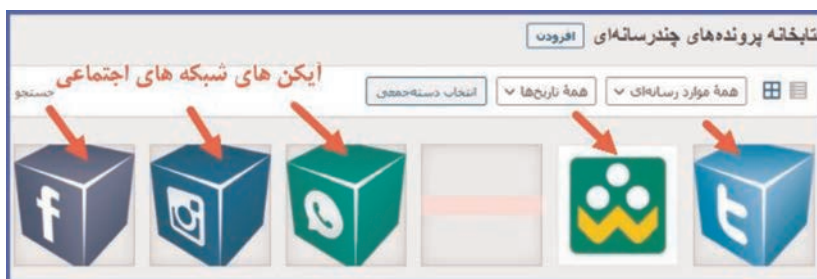 تابخانه پرونده‌های چندرسانه‌ای افزودن
آیکن های شبکه های اجتماعی
همهٔ موارد رسانه‌ای همهٔ تاریخ‌ها انتخاب دسته‌جمعی جستجو